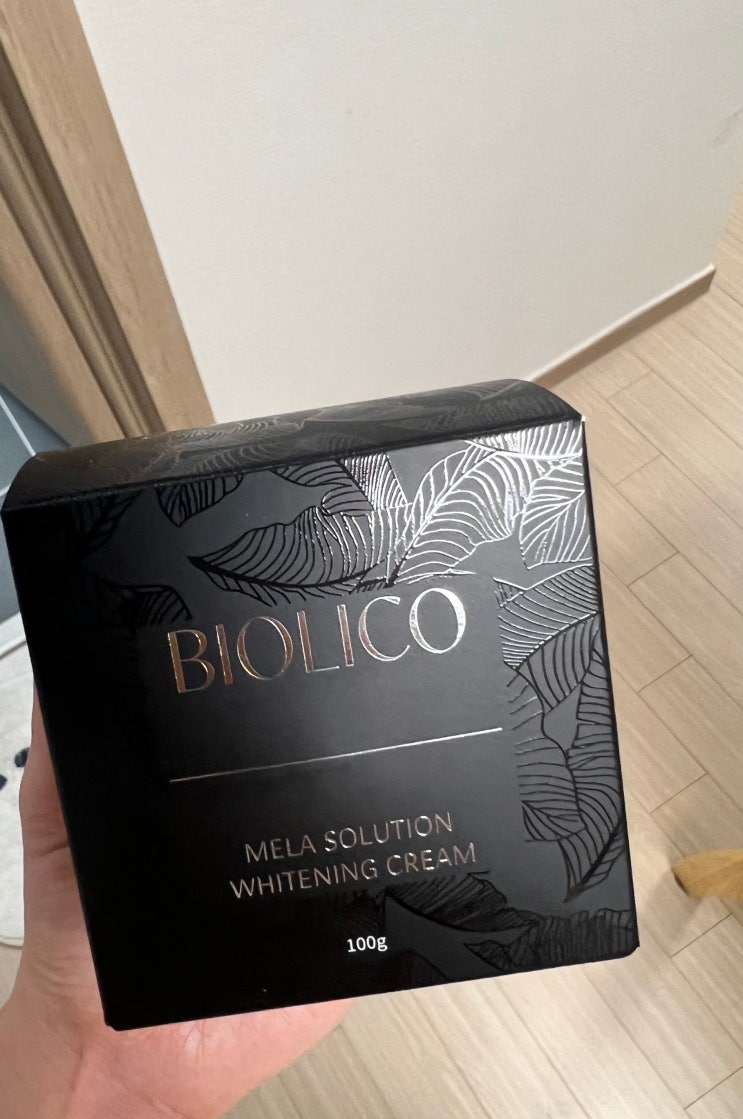 BIOLICO
MELA SOLUTION
WHITENING CREAM
100g